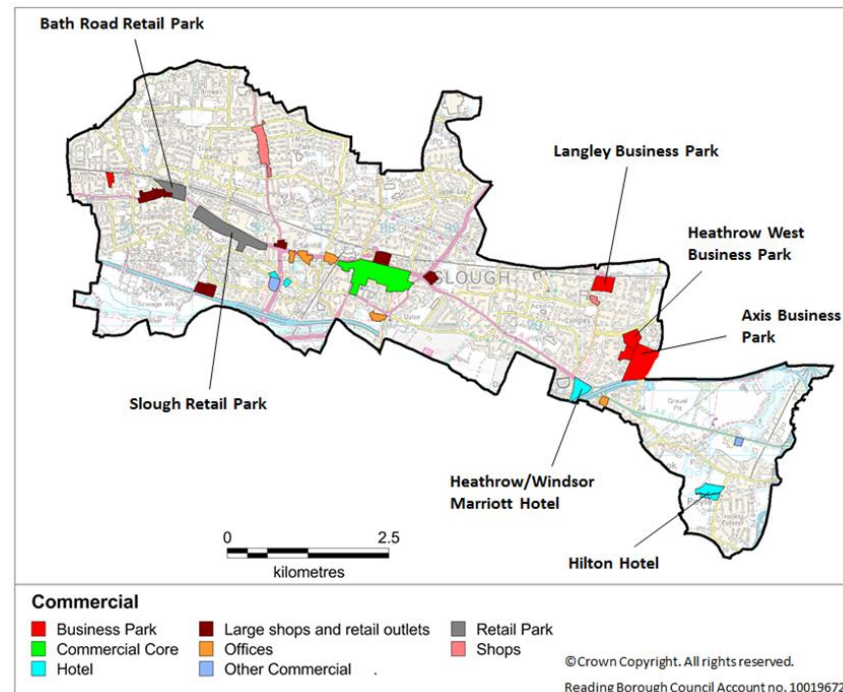 Bath Road Retail Park
Langley Business Park
Heathrow West
Business Park
Axis Business
Park
SLOUGH
Slough Retail Park
Heathrow/Windsor
Marriott Hotel
Hilton Hotel
0 2.5
kilometres
Commercial
Business Park
Large shops and retail outlets
Retail Park
Commercial Core
Offices
Shops
Hotel
Other Commercial .
©Crown Copyright. All rights reserved.
Reading Borough Council Account no. 10019672